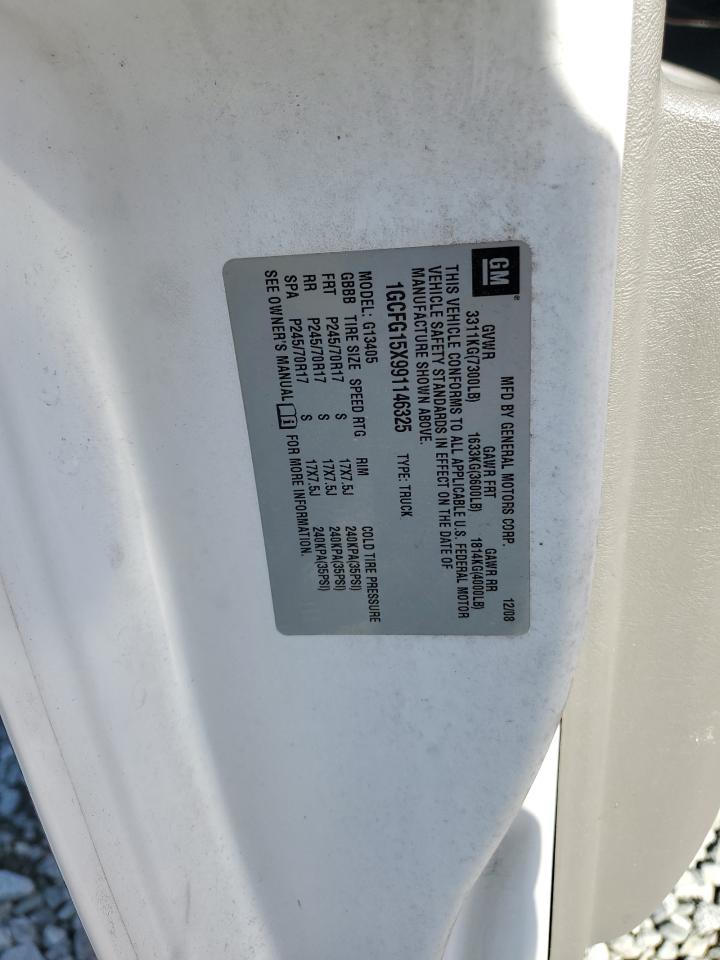 GM®
MFD BY GENERAL MOTORS CORP. 12/08
GVWR GAWR FRT GAWR RR
3311KG(7300LB) 1633KG(3600LB) 1814KG(4000LB)
THIS VEHICLE CONFORMS TO ALL APPLICABLE U.S. FEDERAL MOTOR
VEHICLE SAFETY STANDARDS IN EFFECT ON THE DATE OF
MANUFACTURE SHOWN ABOVE.
1GCFG15X991146325 TYPE: TRUCK
MODEL: G13405
GBBB TIRE SIZE SPEED RTG RIM COLD TIRE PRESSURE
FRT P245/70R17 S 17X7.5J 240KPA(35PSI)
RR P245/70R17 S 17X7.5J 240KPA(35PSI)
SPA P245/70R17 S 17X7.5J 240KPA(35PSI)
SEE OWNER'S MANUAL FOR MORE INFORMATION.